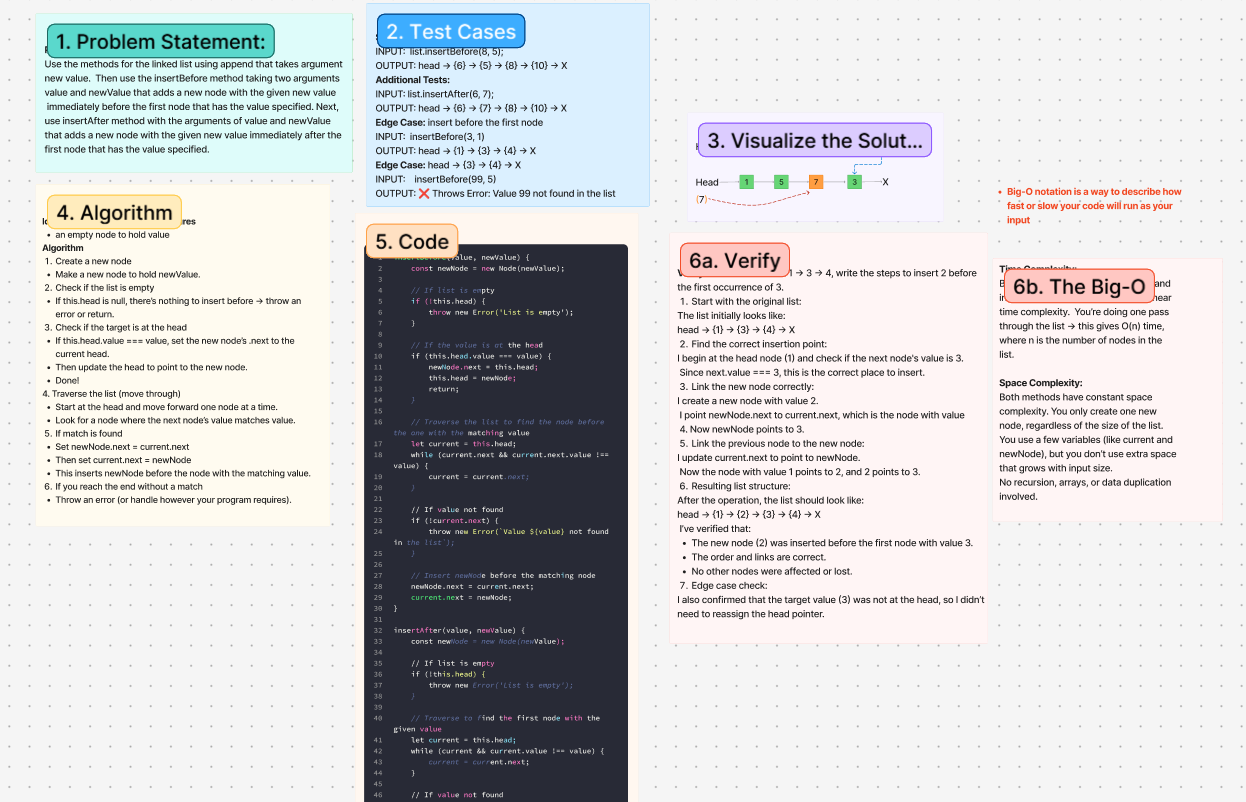 1. Problem Statement:
Use the methods for the linked list using append that takes argument
new value. Then use the insertBefore method taking two arguments
value and newValue that adds a new node with the given new value
immediately before the first node that has the value specified. Next,
use insertAfter method with the arguments of value and newValue
that adds a new node with the given new value immediately after the
first node that has the value specified.
2. Test Cases
INPUT: list.insertBefore(8, 5);
OUTPUT: head → {6} → {5} → {8} → {10} → X
Additional Tests:
INPUT: list.insertAfter(6, 7);
OUTPUT: head → {6} → {7} → {8} → {10} → X
Edge Case: insert before the first node
INPUT: insertBefore(3, 1)
OUTPUT: head → {1} → {3} → {4} → X
Edge Case: head → {3} → {4} → X
INPUT: insertBefore(99, 5)
OUTPUT: ❌ Throws Error: Value 99 not found in the list
3. Visualize the Solut...
Head 1 5 7 3 X
(7)
4. Algorithm
• an empty node to hold value
Algorithm
1. Create a new node
• Make a new node to hold newValue.
2. Check if the list is empty
• If this.head is null, there's nothing to insert before → throw an
error or return.
3. Check if the target is at the head
• If this.head.value === value, set the new node's .next to the
current head.
• Then update the head to point to the new node.
• Done!
4. Traverse the list (move through)
• Start at the head and move forward one node at a time.
• Look for a node where the next node's value matches value.
5. If match is found
• Set newNode.next = current.next
• Then set current.next = newNode
• This inserts newNode before the node with the matching value.
6. If you reach the end without a match
• Throw an error (or handle however your program requires).
5. Code
1 insertBefore(value, newValue) {
2 const newNode = new Node(newValue);
3
4 // If list is empty
5 if (!this.head) {
6 throw new Error('List is empty');
7 }
8
9 // If the value is at the head
10 if (this.head.value === value) {
11 newNode.next = this.head;
12 this.head = newNode;
13 return;
14 }
15
16 // Traverse the list to find the node before
the one with the matching value
17 let current = this.head;
18 while (current.next && current.next.value !==
value) {
19 current = current.next;
20 }
21
22 // If value not found
23 if (!current.next) {
24 throw new Error(`Value ${value} not found
in the list`);
25 }
26
27 // Insert newNode before the matching node
28 newNode.next = current.next;
29 current.next = newNode;
30 }
31
32 insertAfter(value, newValue) {
33 const newNode = new Node(newValue);
34
35 // If list is empty
36 if (!this.head) {
37 throw new Error('List is empty');
38 }
39
40 // Traverse to find the first node with the
given value
41 let current = this.head;
42 while (current && current.value !== value) {
43 current = current.next;
44 }
45
46 // If value not found
6a. Verify
1 → 3 → 4, write the steps to insert 2 before
the first occurrence of 3.
1. Start with the original list:
The list initially looks like:
head → {1} → {3} → {4} → X
2. Find the correct insertion point:
I begin at the head node (1) and check if the next node's value is 3.
Since next.value === 3, this is the correct place to insert.
3. Link the new node correctly:
I create a new node with value 2.
I point newNode.next to current.next, which is the node with value
4. Now newNode points to 3.
5. Link the previous node to the new node:
I update current.next to point to newNode.
Now the node with value 1 points to 2, and 2 points to 3.
6. Resulting list structure:
After the operation, the list should look like:
head → {1} → {2} → {3} → {4} → X
I've verified that:
• The new node (2) was inserted before the first node with value 3.
• The order and links are correct.
• No other nodes were affected or lost.
7. Edge case check:
I also confirmed that the target value (3) was not at the head, so I didn't
need to reassign the head pointer.
• Big-O notation is a way to describe how
fast or slow your code will run as your
input
6b. The Big-O
Time Complexity:
and
time complexity. You're doing one pass
through the list → this gives O(n) time,
where n is the number of nodes in the
list.
Space Complexity:
Both methods have constant space
complexity. You only create one new
node, regardless of the size of the list.
You use a few variables (like current and
newNode), but you don't use extra space
that grows with input size.
No recursion, arrays, or data duplication
involved.